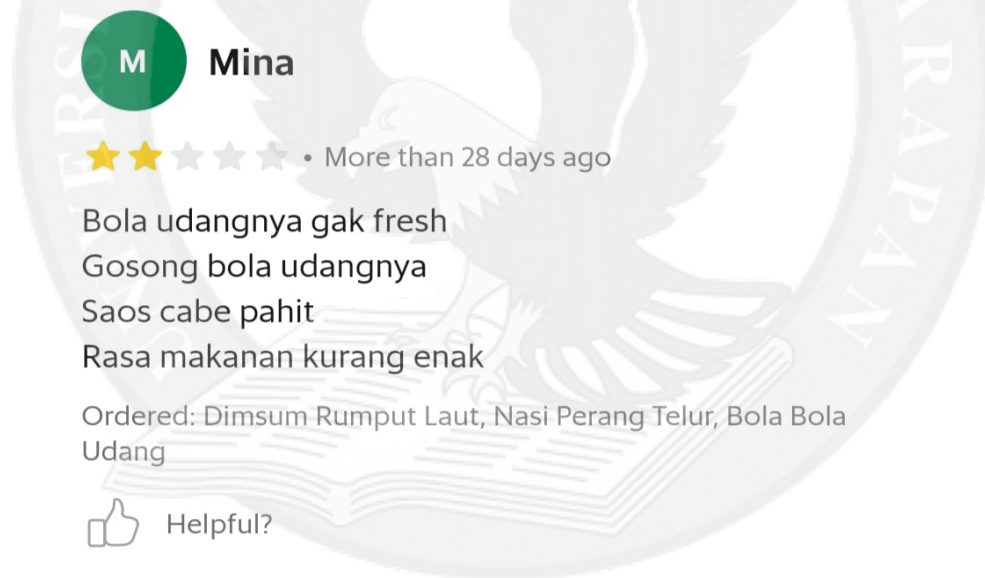 M
Mina
• More than 28 days ago
Bola udangnya gak fresh
Gosong bola udangnya
Saos cabe pahit
Rasa makanan kurang enak
Ordered: Dimsum Rumput Laut, Nasi Perang Telur, Bola Bola
Udang
Helpful?